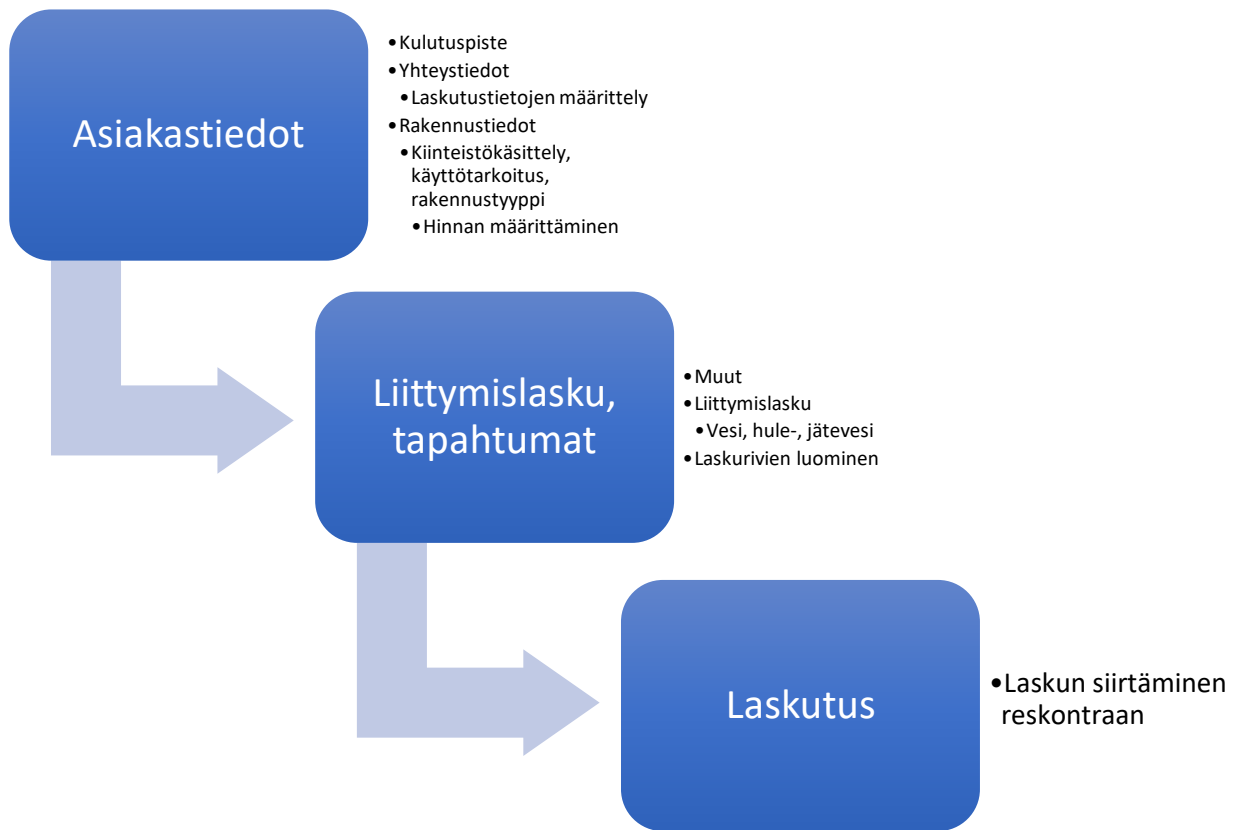 Asiakastiedot
•Kulutuspiste
•Yhteystiedot
•Laskutustietojen määrittely
•Rakennustiedot
•Kiinteistökäsittely,
käyttötarkoitus,
rakennustyyppi
•Hinnan määrittäminen
Liittymislasku,
tapahtumat
•Muut
•Liittymislasku
•Vesi, hule-, jätevesi
•Laskurivien luominen
Laskutus
•Laskun siirtäminen
reskontraan